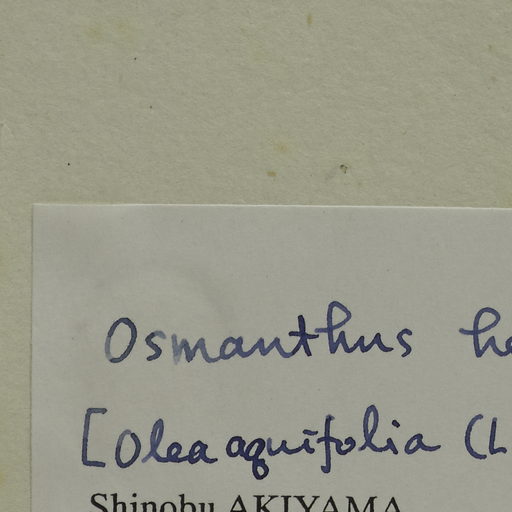 Osmanthus he
[Olea aquifolia (L
Shinobu AKIYAMA